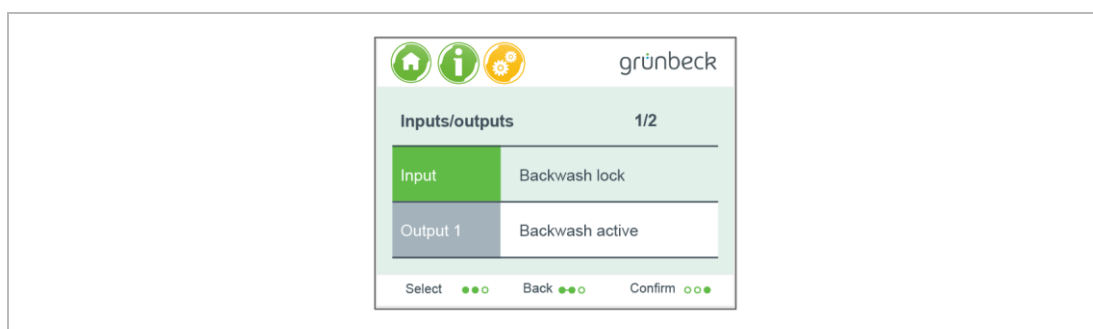 grünbeck
Inputs/outputs 1/2
Input Backwash lock
Output 1 Backwash active
Select Back Confirm